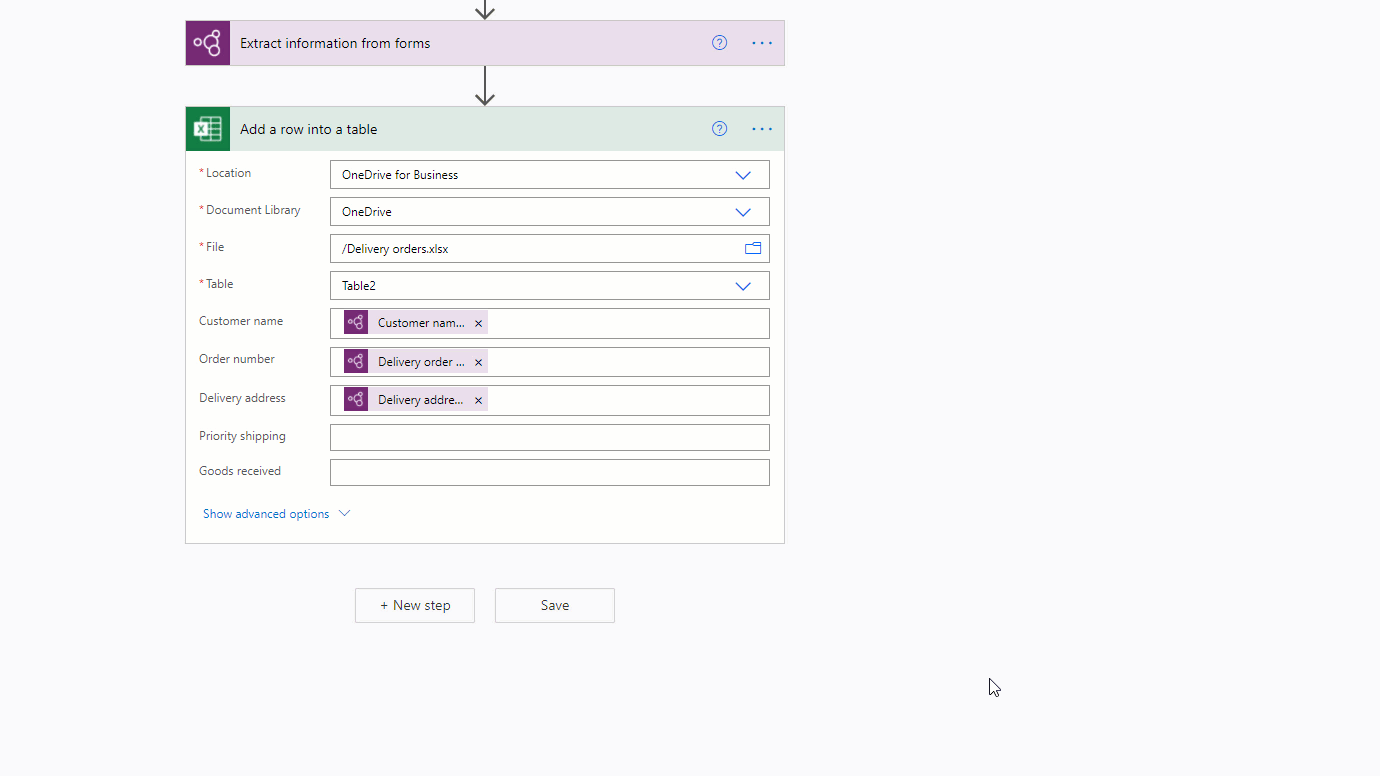 Extract information from forms
?
Add a row into a table
?
* Location
OneDrive for Business
* Document Library
OneDrive
* File
/Delivery orders.xlsx
* Table
Table2
Customer name
Customer nam... ×
Order number
Delivery order ... ×
Delivery address
Delivery addre... ×
Priority shipping
Goods received
Show advanced options
+ New step
Save